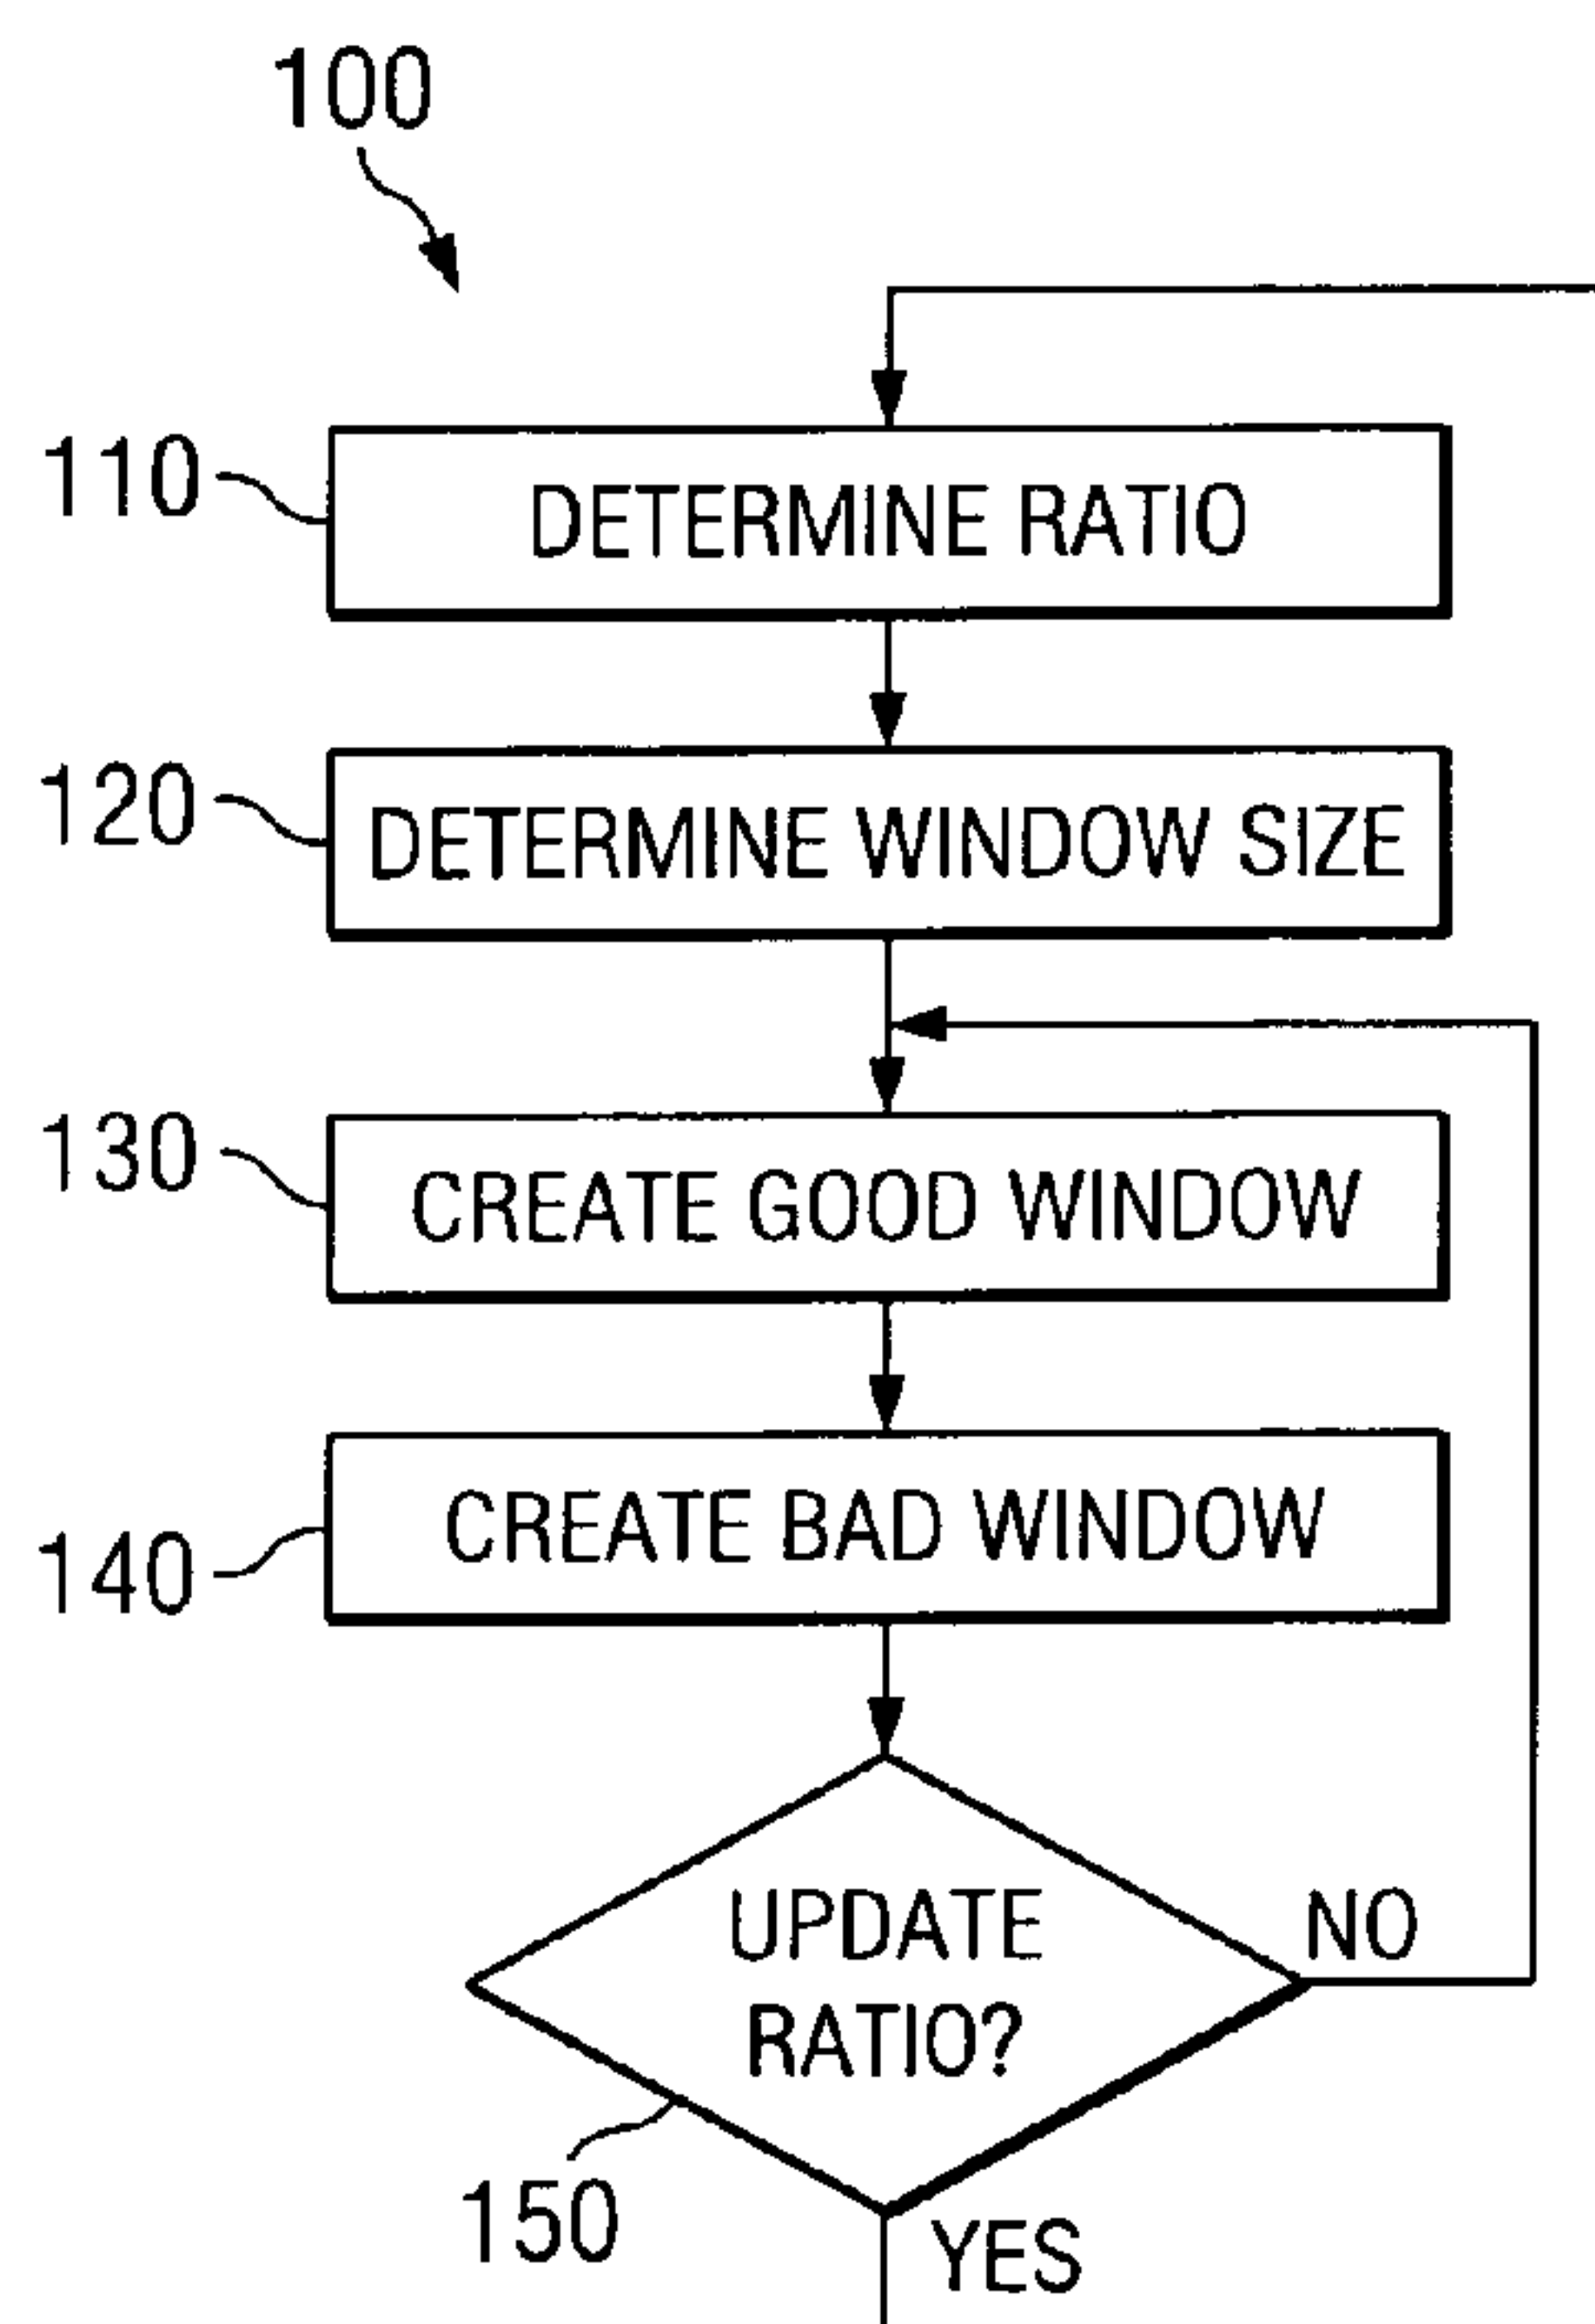 100
110
DETERMINE RATIO
120
DETERMINE WINDOW SIZE
130
CREATE GOOD WINDOW
140
CREATE BAD WINDOW
UPDATE
RATIO?
NO
150
YES